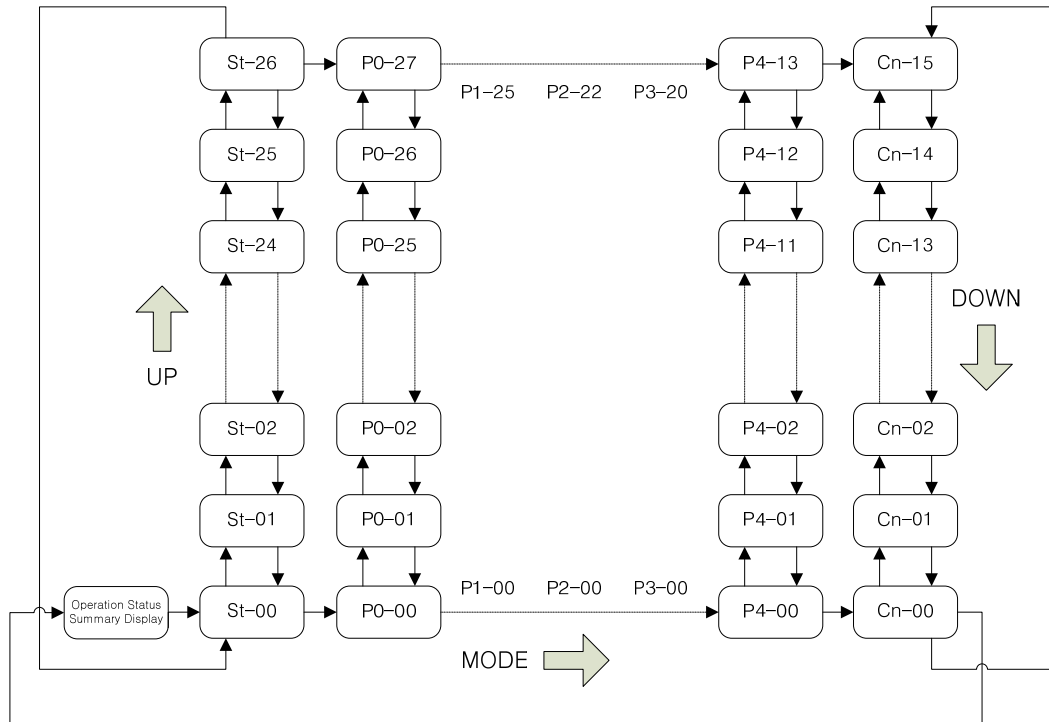 St-26 P0-27 P4-13 Cn-15
P1-25 P2-22 P3-20
St-25 P0-26 P4-12 Cn-14
St-24 P0-25 P4-11 Cn-13
DOWN
UP
St-02 P0-02 P4-02 Cn-02
St-01 P0-01 P4-01 Cn-01
P1-00 P2-00 P3-00
Operation Status
Summary Display
St-00 P0-00 P4-00 Cn-00
MODE